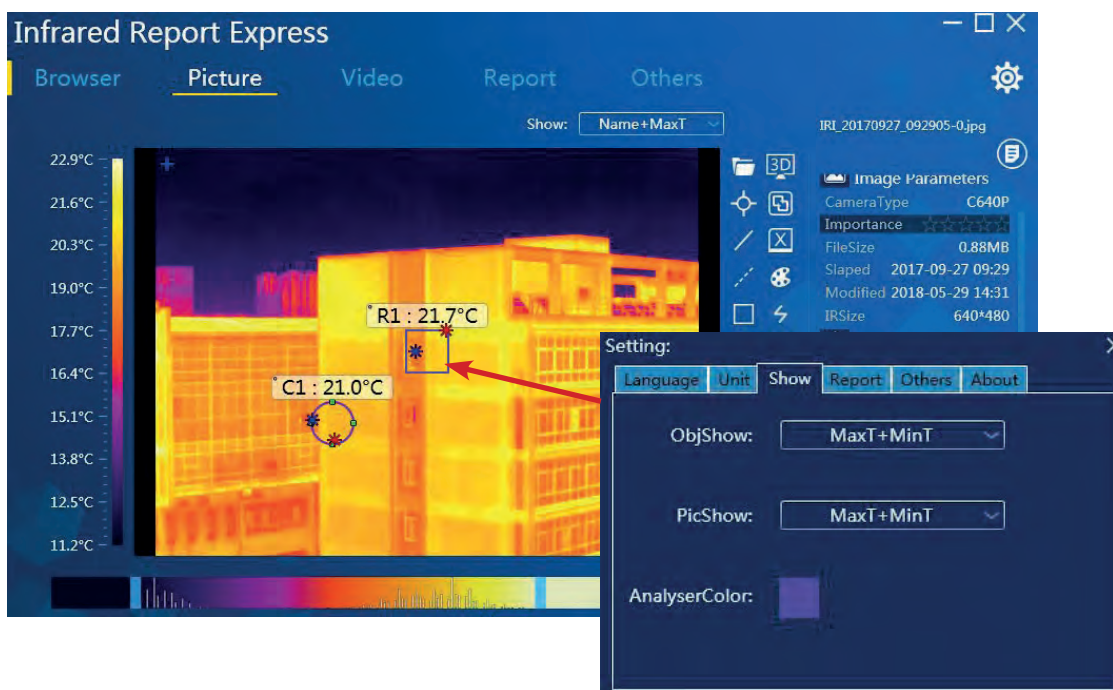 Infrared Report Express
Browser Picture Video Report Others
Show: Name+MaxT
IRI_20170927_092905-0.jpg
22.9°C
21.6°C
20.3°C
19.0°C
17.7°C
16.4°C
15.1°C
13.8°C
12.5°C
11.2°C
R1 : 21.7°C
C1 : 21.0°C
3D
X
Image Parameters
CameraType C640P
Importance
FileSize 0.88MB
Slaped 2017-09-27 09:29
Modified 2018-05-29 14:31
IRSize 640*480
Setting:
Language Unit Show Report Others About
ObjShow: MaxT+MinT
PicShow: MaxT+MinT
AnalyserColor: